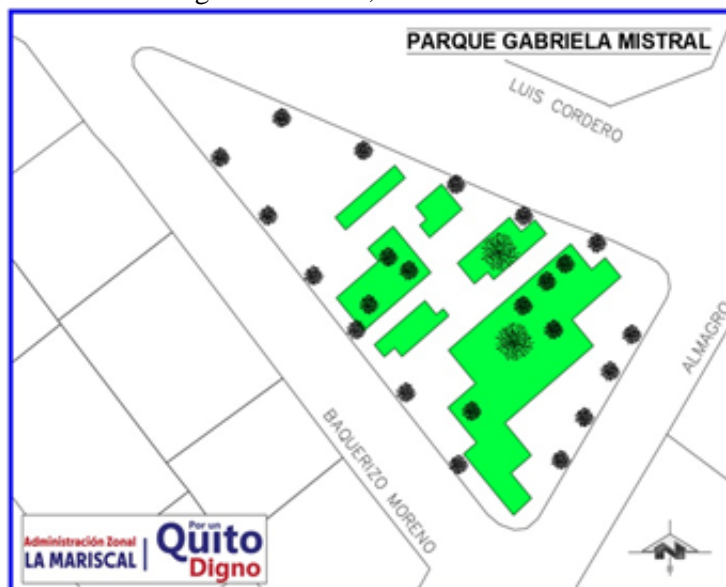 PARQUE GABRIELA MISTRAL
LUIS CORDERO
ALMAGRO
BAQUERIZO MORENO
Administración Zonal
LA MARISCAL
Por un
Quito
Digno
N